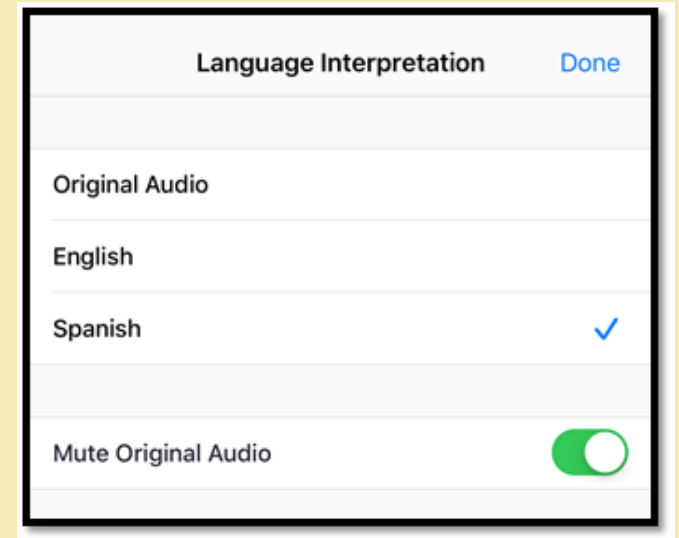 Language Interpretation Done
Original Audio
English
Spanish
Mute Original Audio